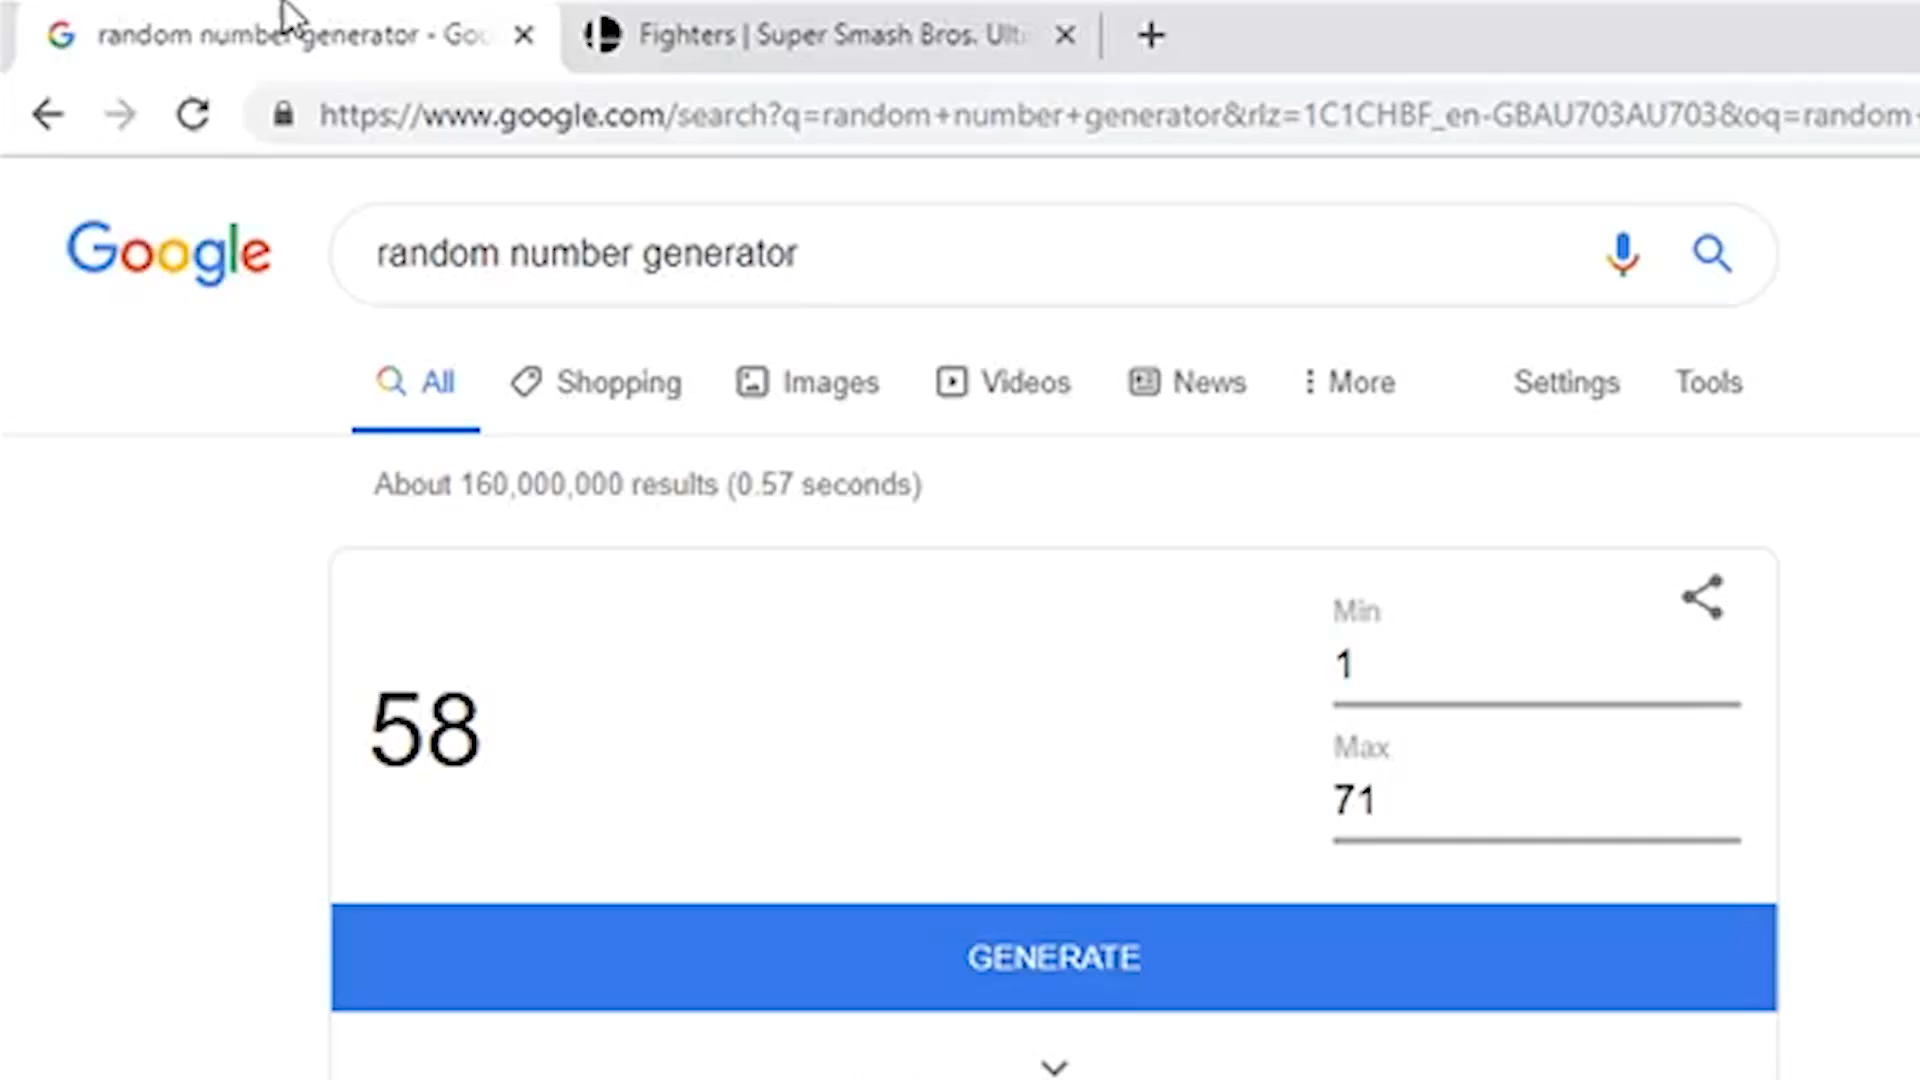 random number generator - Goo
Fighters | Super Smash Bros. Ulti
https://www.google.com/search?q=random+number+generator&rlz=1C1CHBF_en-GBAU703AU703&oq=random+
Google
random number generator
All Shopping Images Videos News More Settings Tools
About 160,000,000 results (0.57 seconds)
Min
1
58
Max
71
GENERATE